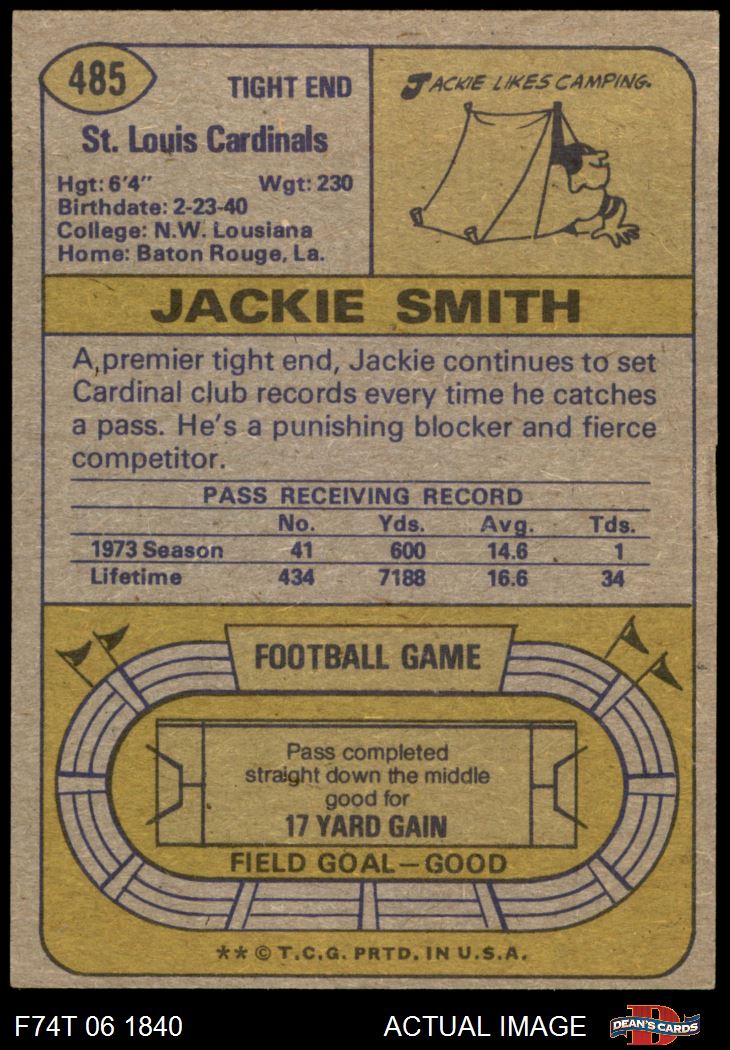 485
TIGHT END
St. Louis Cardinals
Hgt: 6'4" Wgt: 230
Birthdate: 2-23-40
College: N.W. Lousiana
Home: Baton Rouge, La.
JACKIE LIKES CAMPING.
JACKIE SMITH
A premier tight end, Jackie continues to set
Cardinal club records every time he catches
a pass. He's a punishing blocker and fierce
competitor.
PASS RECEIVING RECORD
No. Yds. Avg. Tds.
1973 Season 41 600 14.6 1
Lifetime 434 7188 16.6 34
FOOTBALL GAME
Pass completed
straight down the middle
good for
17 YARD GAIN
FIELD GOAL—GOOD
** © T.C.G. PRTD. IN U.S.A.
F74T 06 1840 ACTUAL IMAGE
D
DEAN'S CARDS